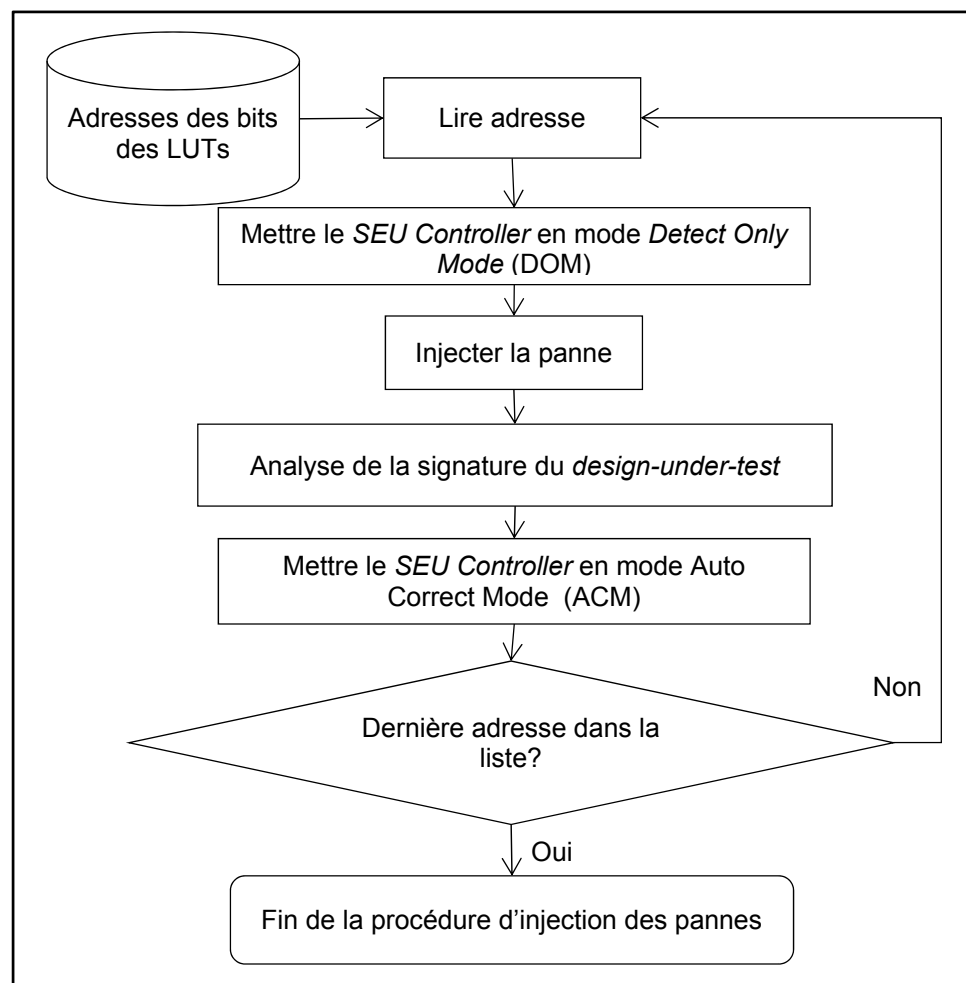 Adresses des bits
des LUTs
Lire adresse
Mettre le SEU Controller en mode Detect Only
Mode (DOM)
Injecter la panne
Analyse de la signature du design-under-test
Mettre le SEU Controller en mode Auto
Correct Mode  (ACM)
Non
Dernière adresse dans la
liste?
Oui
Fin de la procédure d’injection des pannes